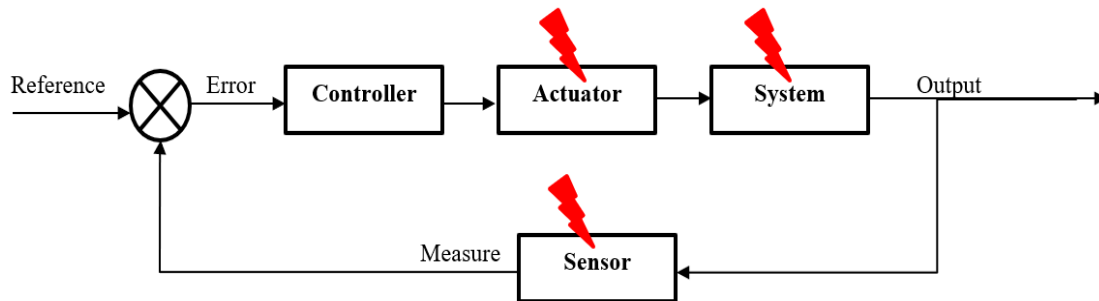 Reference
Error
Controller
Actuator
System
Output
Measure
Sensor